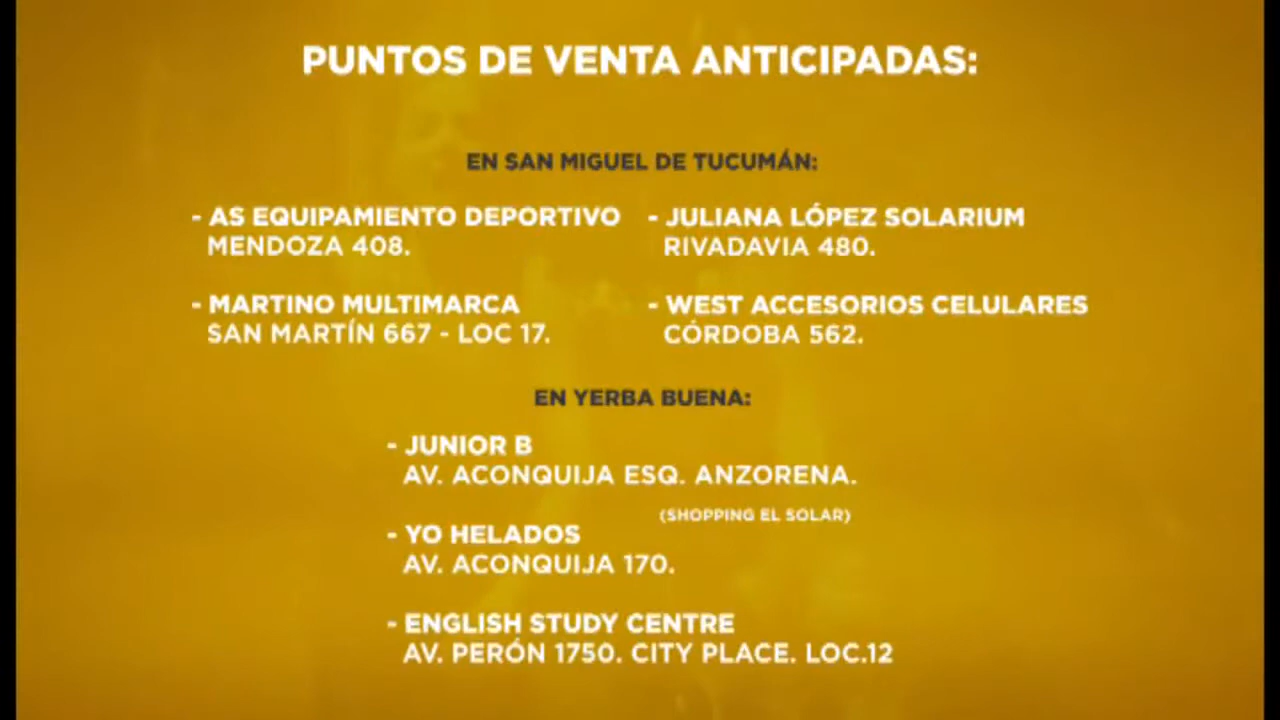 PUNTOS DE VENTA ANTICIPADAS:
EN SAN MIGUEL DE TUCUMÁN:
- AS EQUIPAMIENTO DEPORTIVO
MENDOZA 408.
- JULIANA LÓPEZ SOLARIUM
RIVADAVIA 480.
- MARTINO MULTIMARCA
SAN MARTÍN 667 - LOC 17.
- WEST ACCESORIOS CELULARES
CÓRDOBA 562.
EN YERBA BUENA:
- JUNIOR B
AV. ACONQUIJA ESQ. ANZORENA.
(SHOPPING EL SOLAR)
- YO HELADOS
AV. ACONQUIJA 170.
- ENGLISH STUDY CENTRE
AV. PERÓN 1750. CITY PLACE. LOC.12